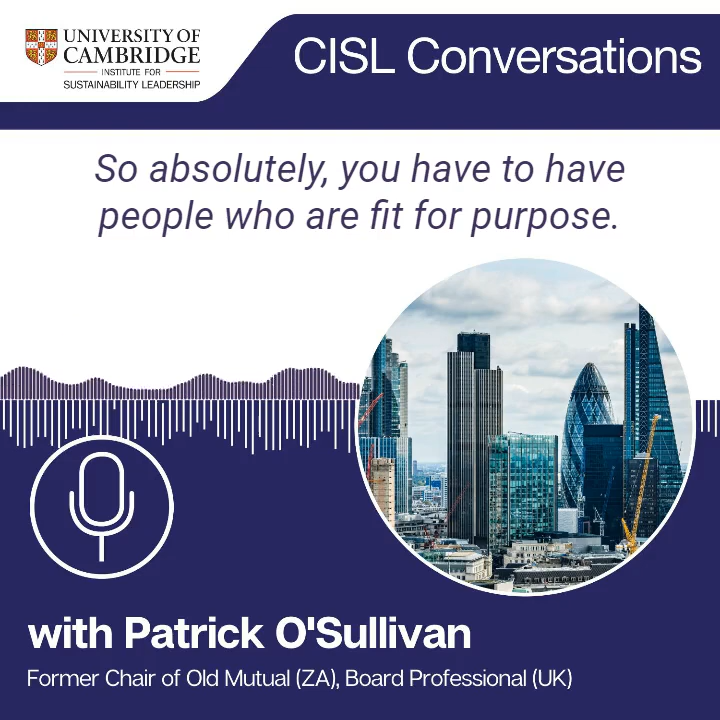 UNIVERSITY OF
CAMBRIDGE
INSTITUTE FOR
SUSTAINABILITY LEADERSHIP
CISL Conversations
So absolutely, you have to have
people who are fit for purpose.
with Patrick O'Sullivan
Former Chair of Old Mutual (ZA), Board Professional (UK)